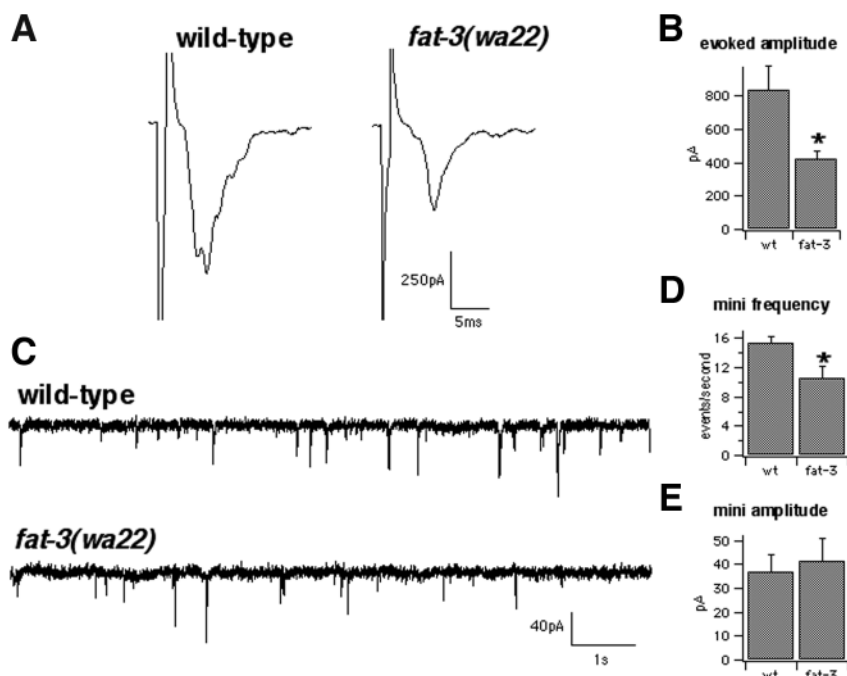 A
wild-type
fat-3(wa22)
250pA
5ms
B
evoked amplitude
800
600
400
200
0
pA
*
wt
fat-3
C
wild-type
fat-3(wa22)
40pA
1s
D
mini frequency
16
12
8
4
0
events/second
*
wt
fat-3
E
mini amplitude
50
40
30
20
10
0
pA
wt
fat-3